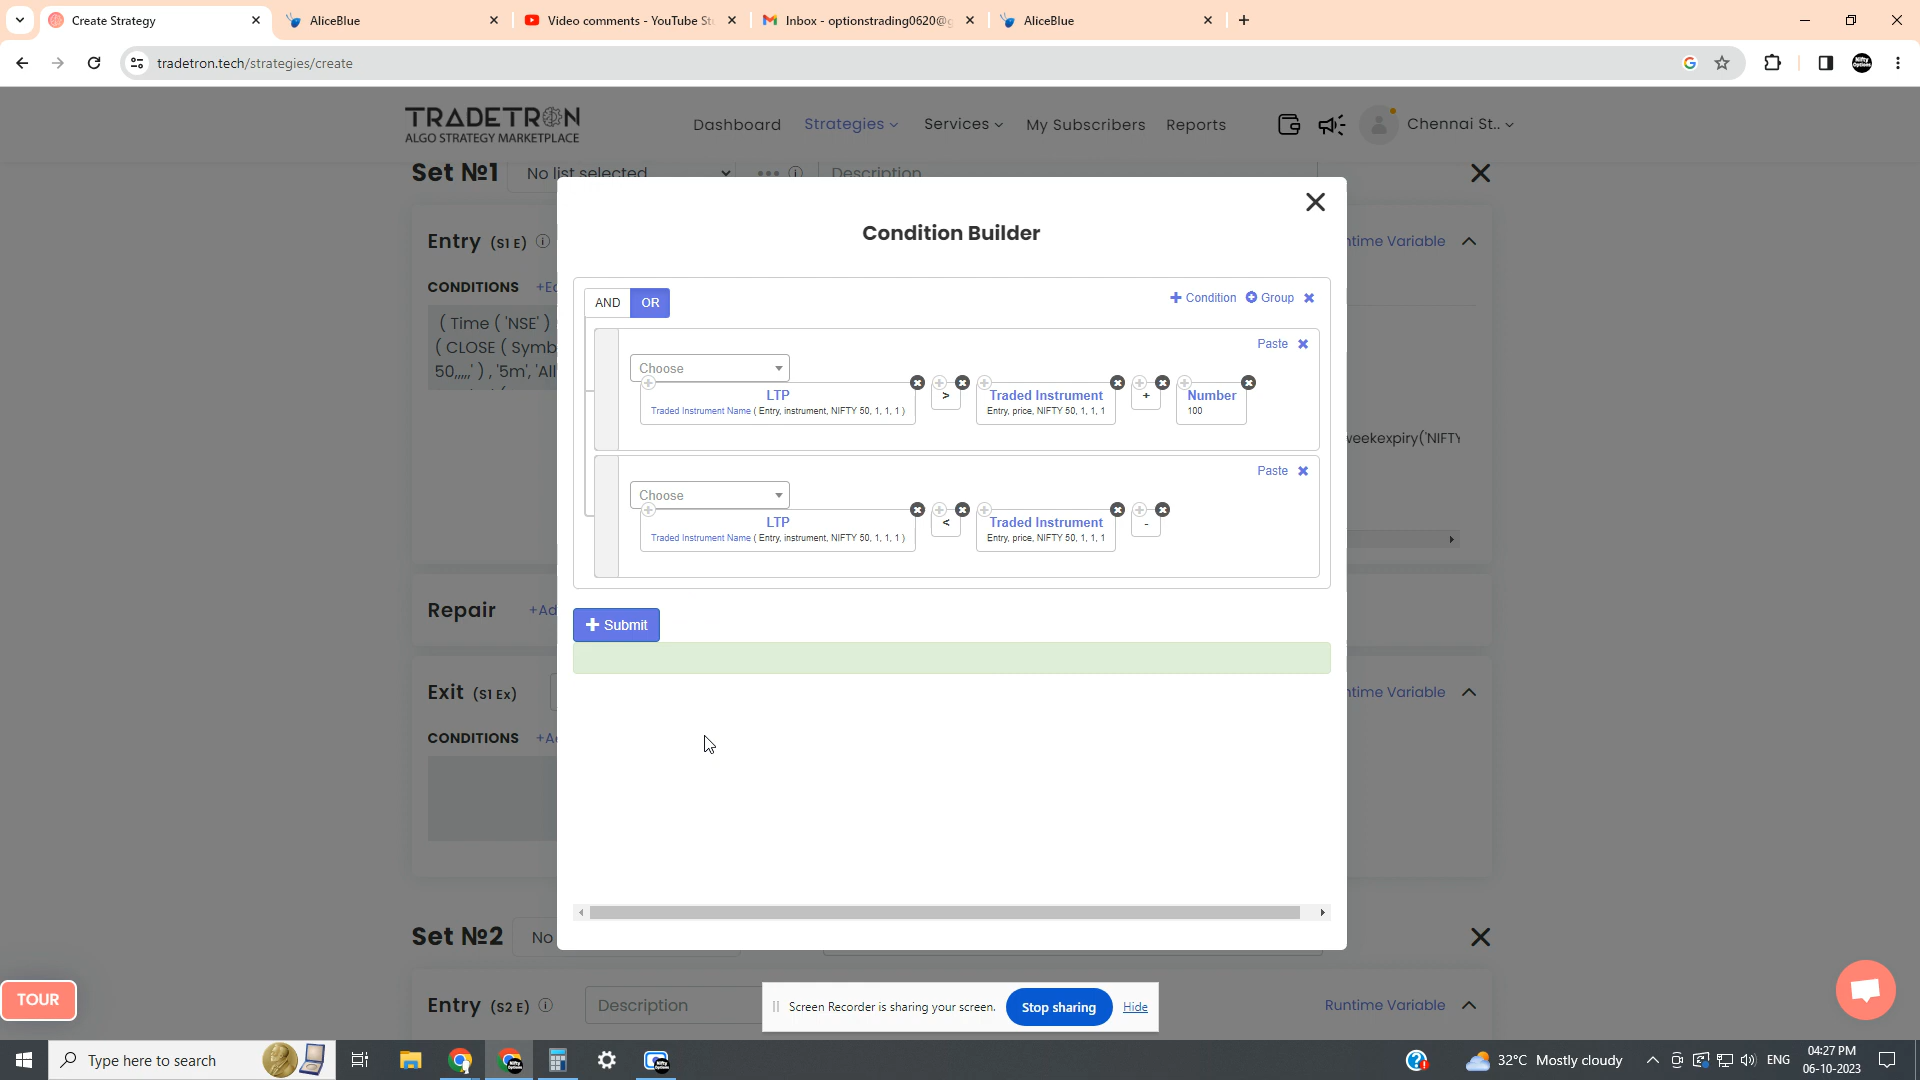 Create Strategy
AliceBlue
Video comments - YouTube St
Inbox - optionstrading0620@g
AliceBlue
tradetron.tech/strategies/create
TRADETRON
ALGO STRATEGY MARKETPLACE
Dashboard
Strategies
Services
My Subscribers
Reports
Chennai St..
Set №1
No list selected
Description
Condition Builder
Entry (S1 E)
ntime Variable
CONDITIONS
( Time ( 'NSE' )
( CLOSE ( Symb
50,,,,,' ) , '5m', 'All
AND
OR
Condition
Group
Paste
Choose
LTP
Traded Instrument Name ( Entry, instrument, NIFTY 50, 1, 1, 1 )
>
Traded Instrument
Entry, price, NIFTY 50, 1, 1, 1
+
Number
100
weekexpiry('NIFTY
Paste
Choose
LTP
Traded Instrument Name ( Entry, instrument, NIFTY 50, 1, 1, 1 )
<
Traded Instrument
Entry, price, NIFTY 50, 1, 1, 1
-
Repair
+Ad
Submit
Exit (S1 Ex)
ntime Variable
CONDITIONS
+A
Set №2
No
Entry (S2 E)
Description
Runtime Variable
TOUR
Screen Recorder is sharing your screen.
Stop sharing
Hide
Type here to search
32°C Mostly cloudy
ENG
04:27 PM
06-10-2023